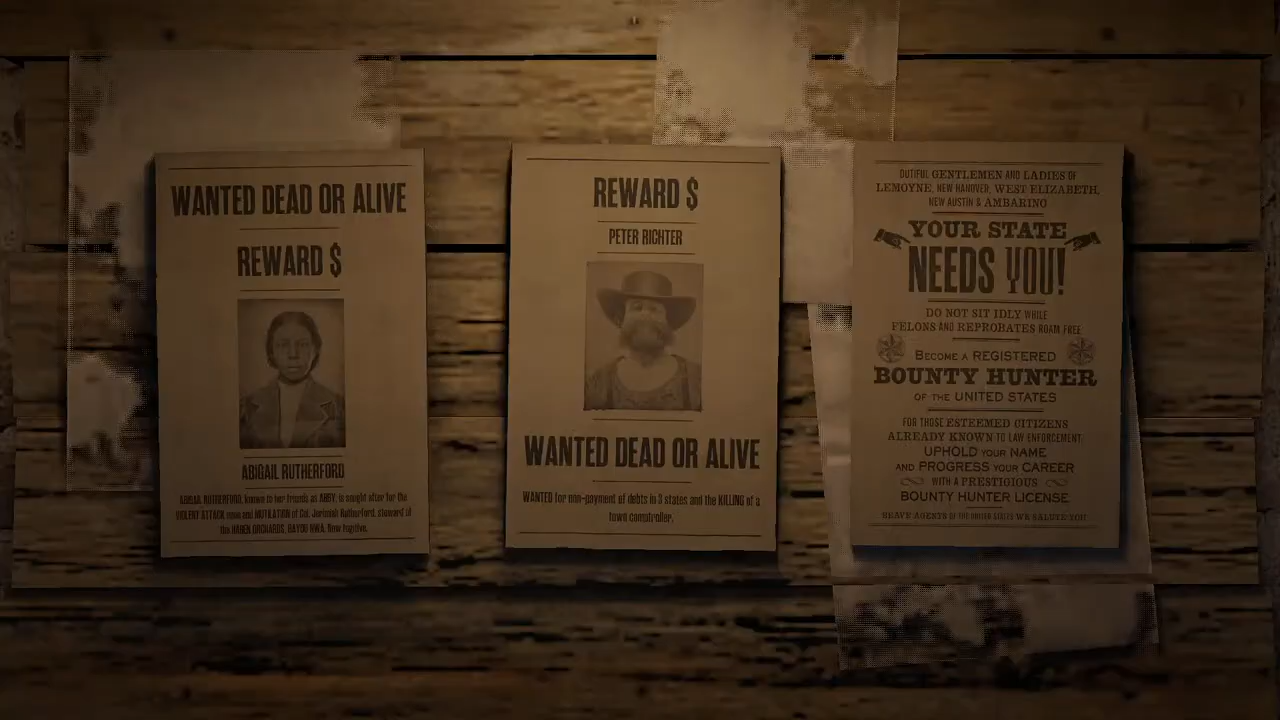 WANTED DEAD OR ALIVE
REWARD $
ABIGAIL RUTHERFORD
ABIGAIL RUTHERFORD, known to her friends as ABBY, is sought after for the
VIOLENT ATTACK upon and MUTILATION of Col. Jeremiah Rutherford, steward of
the HAGEN ORCHARDS, BAYOU NWA. Now fugitive.
REWARD $
PETER RICHTER
WANTED DEAD OR ALIVE
WANTED for non-payment of debts in 3 states and the KILLING of a
town comptroller.
DUTIFUL GENTLEMEN AND LADIES OF
LEMOYNE, NEW HANOVER, WEST ELIZABETH,
NEW AUSTIN & AMBARINO
YOUR STATE
NEEDS YOU!
DO NOT SIT IDLY WHILE
FELONS AND REPROBATES ROAM FREE
BECOME A REGISTERED
BOUNTY HUNTER
OF THE UNITED STATES
FOR THOSE ESTEEMED CITIZENS
ALREADY KNOWN TO LAW ENFORCEMENT
UPHOLD YOUR NAME
AND PROGRESS YOUR CAREER
WITH A PRESTIGIOUS
BOUNTY HUNTER LICENSE
BRAVE AGENTS OF THE UNITED STATES WE SALUTE YOU